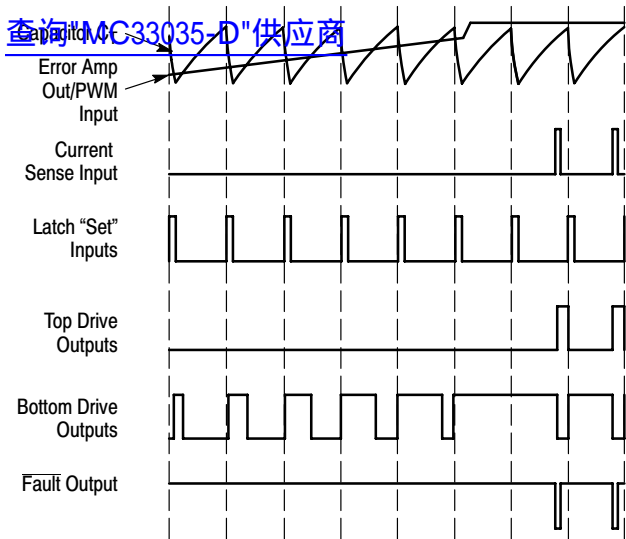 查询"MC33035-D"供应商
Capacitor C
Error Amp
Out/PWM
Input
Current
Sense Input
Latch “Set”
Inputs
Top Drive
Outputs
Bottom Drive
Outputs
Fault Output